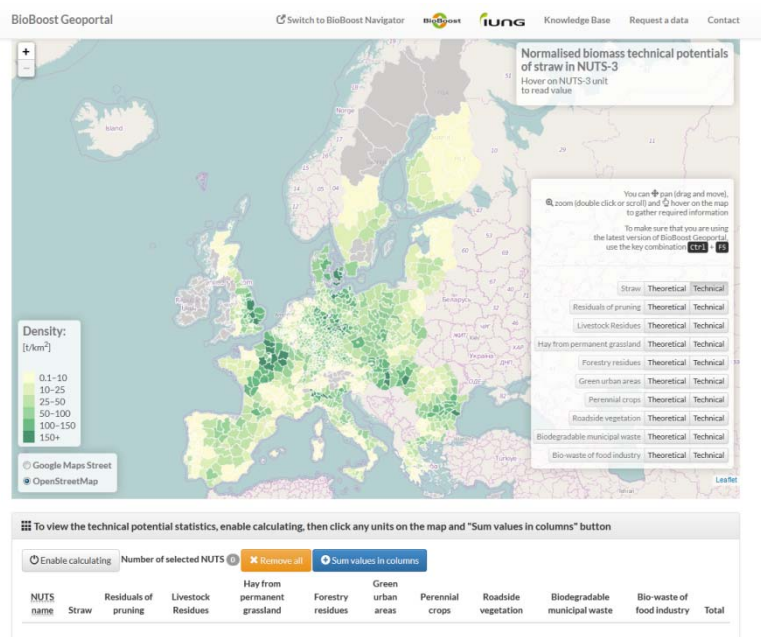 BioBoost Geoportal
Switch to BioBoost Navigator
BioBoost
IUNG
Knowledge Base
Request a data
Contact
+
−
Normalised biomass technical potentials
of straw in NUTS-3
Hover on NUTS-3 unit
to read value
Island
Norge
You can pan (drag and move),
zoom (double click or scroll) and hover on the map
to gather required information
To make sure that you are using
the latest version of BioBoost Geoportal,
use the key combination Ctrl + F5
Straw Theoretical Technical
Residuals of pruning Theoretical Technical
Livestock Residues Theoretical Technical
Hay from permanent grassland Theoretical Technical
Forestry residues Theoretical Technical
Green urban areas Theoretical Technical
Perennial crops Theoretical Technical
Roadside vegetation Theoretical Technical
Biodegradable municipal waste Theoretical Technical
Bio-waste of food industry Theoretical Technical
Беларусь
Україна
Türkiye
Density:
[t/km²]
0.1–10
10–25
25–50
50–100
100–150
150+
Google Maps Street
OpenStreetMap
Leaflet
To view the technical potential statistics, enable calculating, then click any units on the map and "Sum values in columns" button
Enable calculating Number of selected NUTS 0 Remove all Sum values in columns
NUTS name
Straw
Residuals of pruning
Livestock Residues
Hay from permanent grassland
Forestry residues
Green urban areas
Perennial crops
Roadside vegetation
Biodegradable municipal waste
Bio-waste of food industry
Total